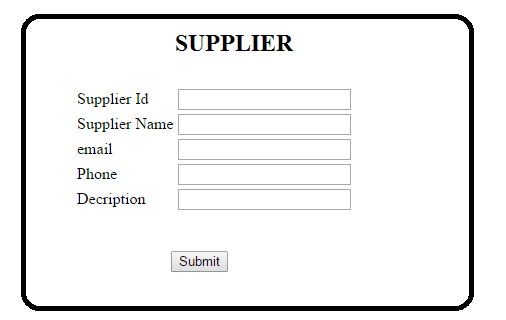 SUPPLIER
Supplier Id
Supplier Name
email
Phone
Decription
Submit